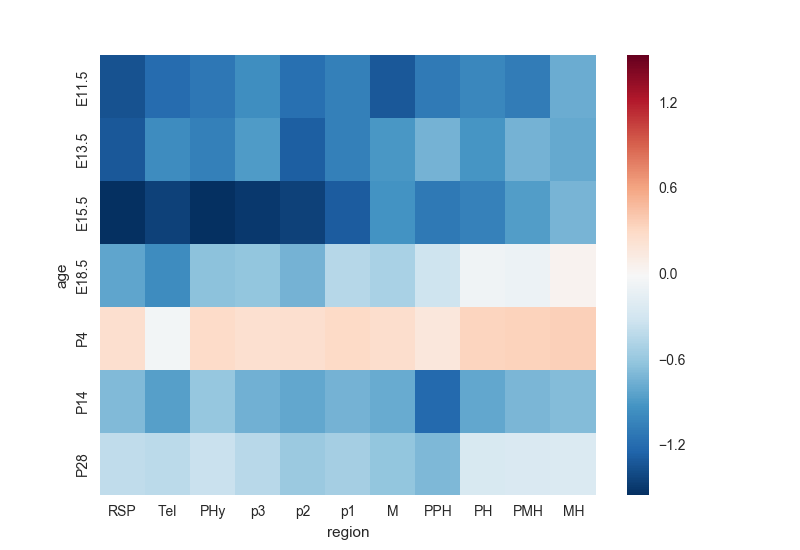 age
E11.5
E13.5
E15.5
E18.5
P4
P14
P28
RSP Tel PHy p3 p2 p1 M PPH PH PMH MH
region
1.2
0.6
0.0
−0.6
−1.2